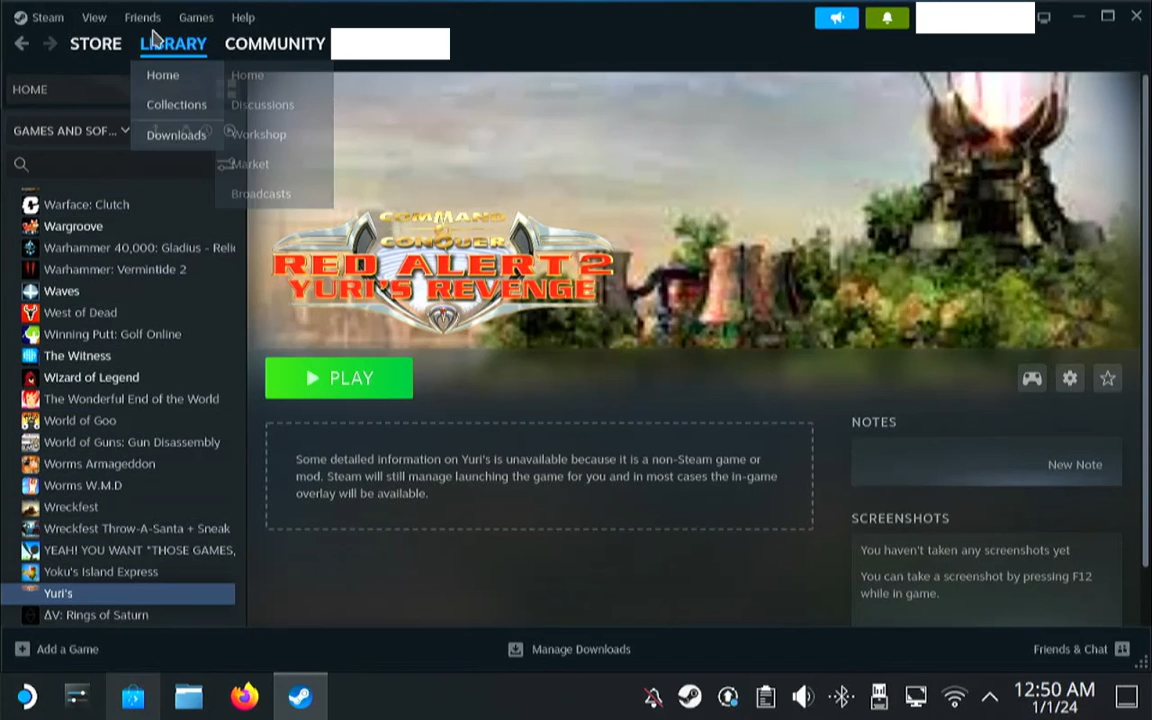 Steam View Friends Games Help
STORE LIBRARY COMMUNITY
Home Home
HOME
Collections Discussions
GAMES AND SOF...
Downloads Workshop
Market
Broadcasts
Warface: Clutch
Wargroove
Warhammer 40,000: Gladius - Relic
Warhammer: Vermintide 2
Waves
West of Dead
Winning Putt: Golf Online
The Witness
Wizard of Legend
The Wonderful End of the World
World of Goo
World of Guns: Gun Disassembly
Worms Armageddon
Worms W.M.D
Wreckfest
Wreckfest Throw-A-Santa + Sneak
YEAH! YOU WANT "THOSE GAMES,
Yoku's Island Express
Yuri's
ΔV: Rings of Saturn
COMMAND
&
CONQUER
RED ALERT 2
YURI'S REVENGE
PLAY
Some detailed information on Yuri's is unavailable because it is a non-Steam game or
mod. Steam will still manage launching the game for you and in most cases the in-game
overlay will be available.
NOTES
New Note
SCREENSHOTS
You haven't taken any screenshots yet
You can take a screenshot by pressing F12
while in game.
Add a Game Manage Downloads Friends & Chat
12:50 AM
1/1/24